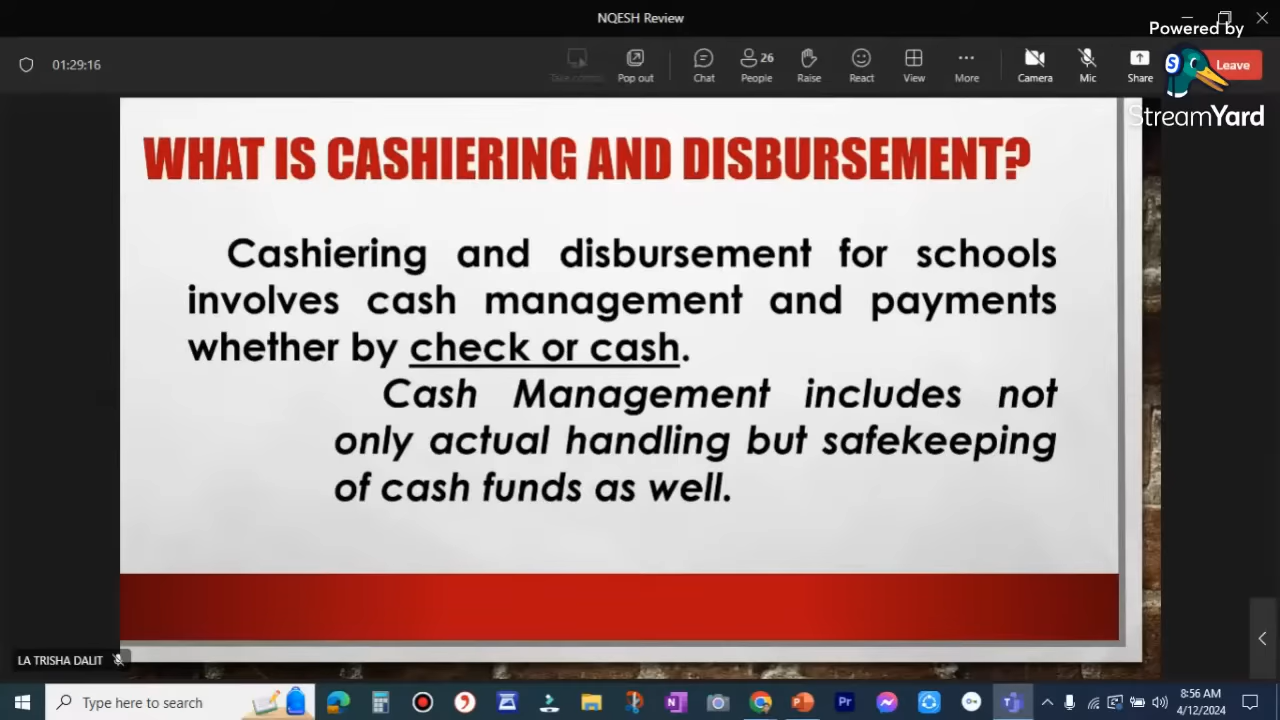 NQESH Review
Powered by
01:29:16
Take control
Pop out
Chat
People
26
Raise
React
View
More
Camera
Mic
Share
Leave
StreamYard
WHAT IS CASHIERING AND DISBURSEMENT?
Cashiering and disbursement for schools
involves cash management and payments
whether by check or cash.
Cash Management includes not
only actual handling but safekeeping
of cash funds as well.
LA TRISHA DALIT
Type here to search
8:56 AM
4/12/2024